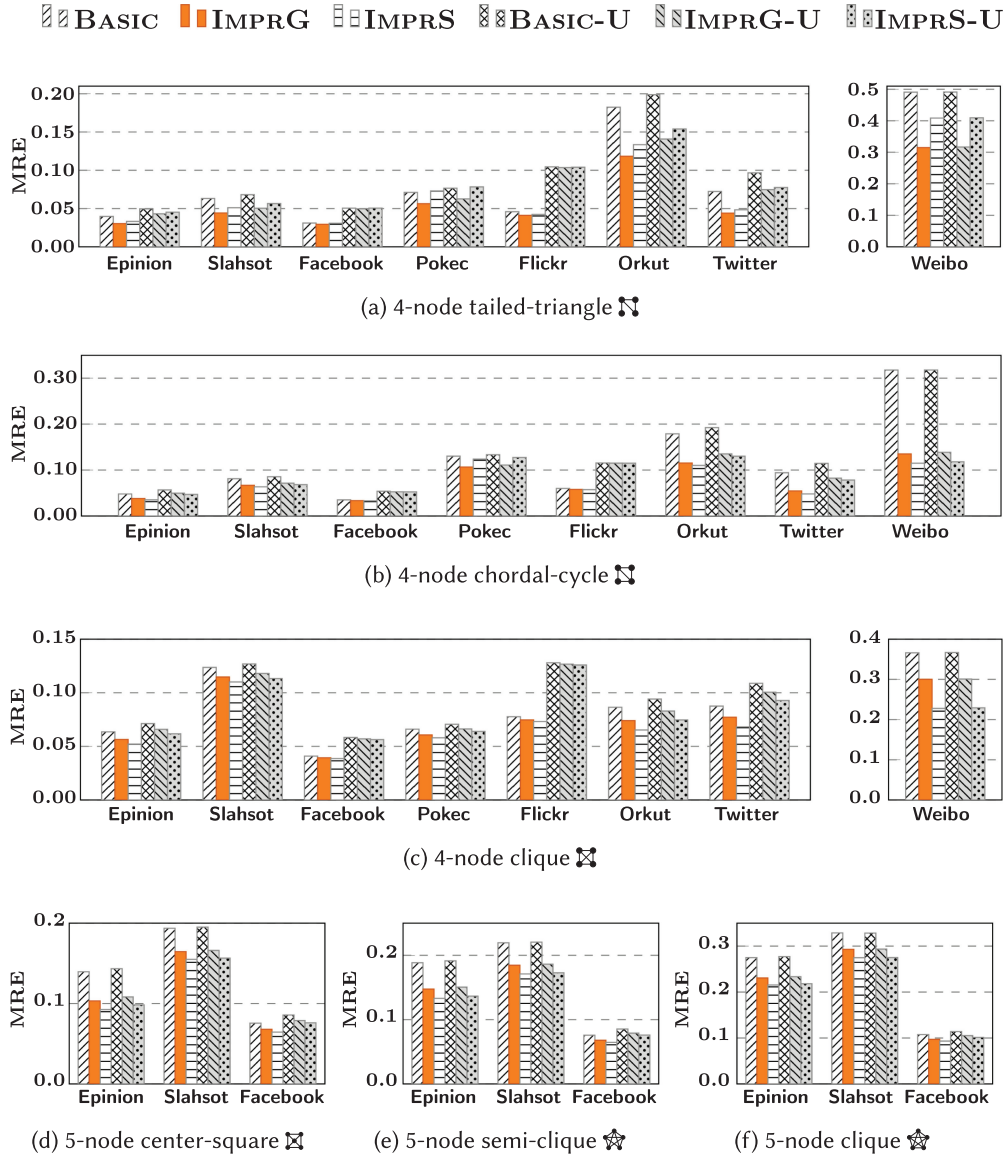 BASIC IMPRG IMPRS BASIC-U IMPRG-U IMPRS-U
MRE
0.20
0.15
0.10
0.05
0.00
Epinion Slahsot Facebook Pokec Flickr Orkut Twitter
0.5
0.4
0.3
0.2
0.1
0.0
Weibo
(a) 4-node tailed-triangle
MRE
0.30
0.20
0.10
0.00
Epinion Slahsot Facebook Pokec Flickr Orkut Twitter Weibo
(b) 4-node chordal-cycle
MRE
0.15
0.10
0.05
0.00
Epinion Slahsot Facebook Pokec Flickr Orkut Twitter
0.4
0.3
0.2
0.1
0.0
Weibo
(c) 4-node clique
MRE
0.2
0.1
0.0
Epinion Slahsot Facebook
(d) 5-node center-square
MRE
0.2
0.1
0.0
Epinion Slahsot Facebook
(e) 5-node semi-clique
MRE
0.3
0.2
0.1
0.0
Epinion Slahsot Facebook
(f) 5-node clique